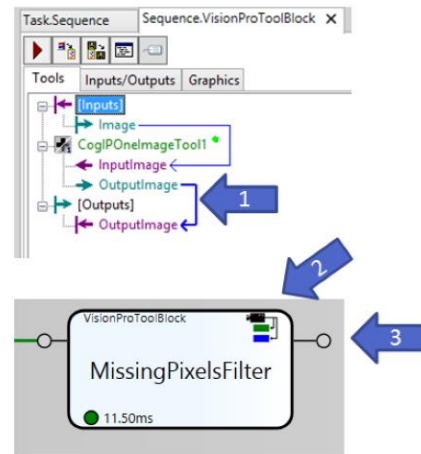 Task.Sequence Sequence.VisionProToolBlock X
Tools Inputs/Outputs Graphics
[Inputs]
Image
CogIPOneImageTool1
InputImage
OutputImage
1
[Outputs]
OutputImage
2
VisionProToolBlock
3
MissingPixelsFilter
11.50ms